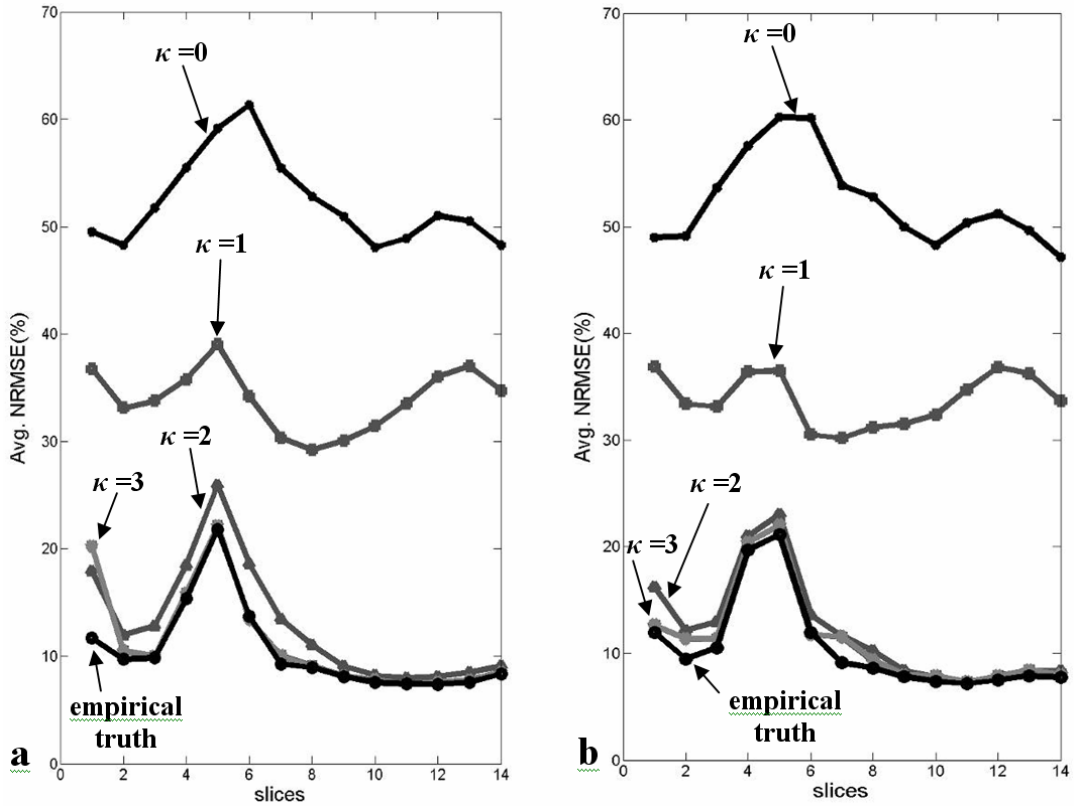 70
60
50
40
30
20
10
0
0 2 4 6 8 10 12 14
Avg. NRMSE(%)
slices
κ =0
κ =1
κ =2
κ =3
empirical
truth
a
70
60
50
40
30
20
10
0
0 2 4 6 8 10 12 14
Avg. NRMSE(%)
slices
κ =0
κ =1
κ =2
κ =3
empirical
truth
b